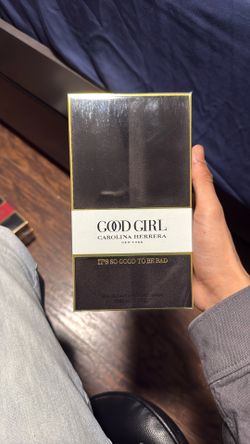 GOOD GIRL
CAROLINA HERRERA
NEW YORK
IT'S SO GOOD TO BE BAD